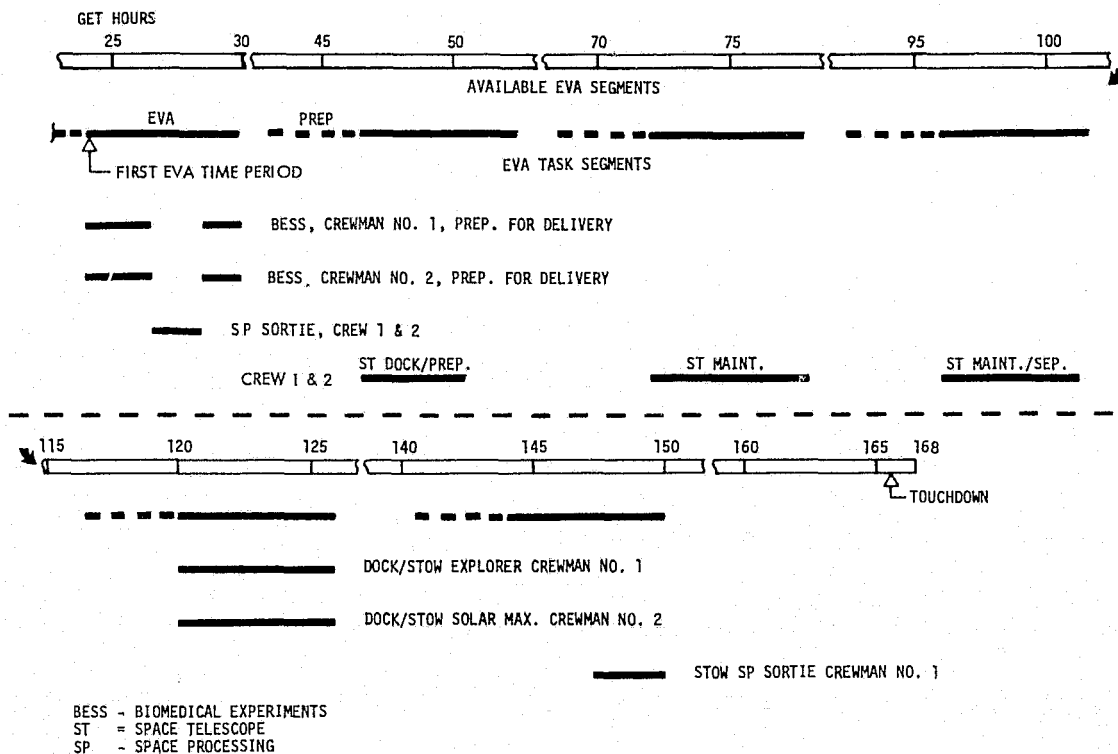 GET HOURS
25 30 45 50 70 75 95 100
AVAILABLE EVA SEGMENTS
EVA PREP
FIRST EVA TIME PERIOD
EVA TASK SEGMENTS
BESS, CREWMAN NO. 1, PREP. FOR DELIVERY
BESS, CREWMAN NO. 2, PREP. FOR DELIVERY
SP SORTIE, CREW 1 & 2
CREW 1 & 2 ST DOCK/PREP. ST MAINT. ST MAINT./SEP.
115 120 125 140 145 150 160 165 168
TOUCHDOWN
DOCK/STOW EXPLORER CREWMAN NO. 1
DOCK/STOW SOLAR MAX. CREWMAN NO. 2
STOW SP SORTIE CREWMAN NO. 1
BESS - BIOMEDICAL EXPERIMENTS
ST = SPACE TELESCOPE
SP - SPACE PROCESSING